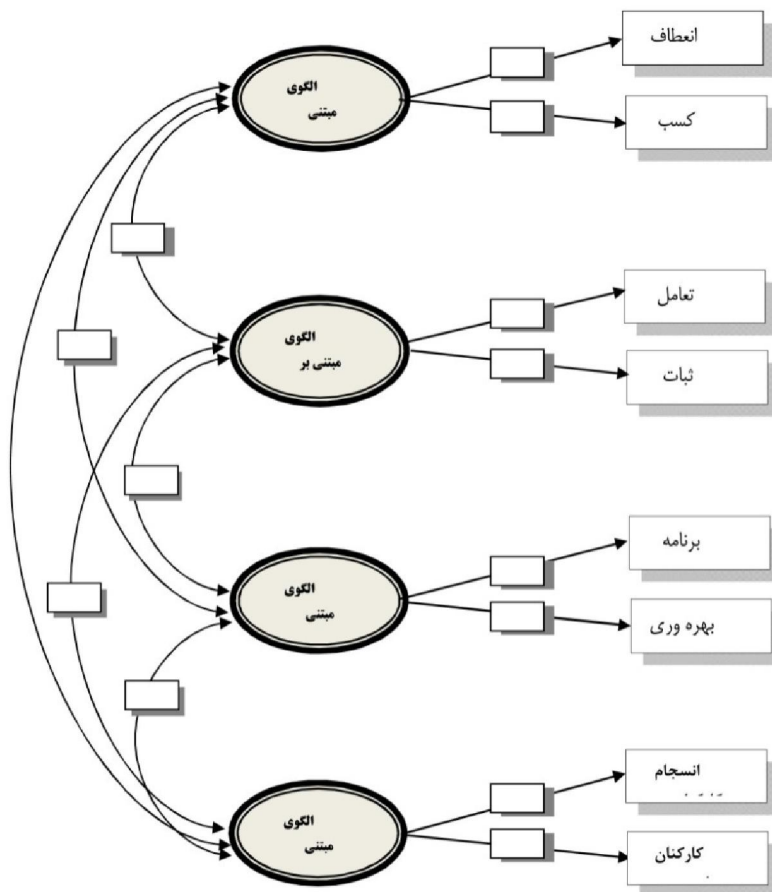 الگوی
مبتنی
انعطاف
کسب
الگوی
مبتنی بر
تعامل
ثبات
الگوی
مبتنی
برنامه
بهره وری
الگوی
مبتنی
انسجام
کارکنان